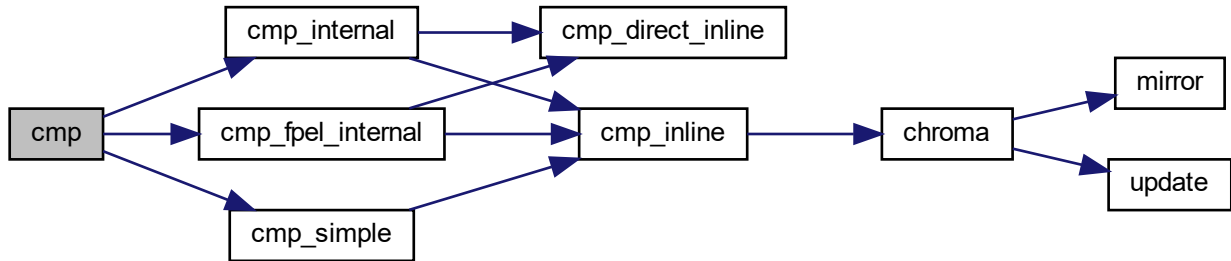 cmp
cmp_internal
cmp_fpel_internal
cmp_simple
cmp_direct_inline
cmp_inline
chroma
mirror
update